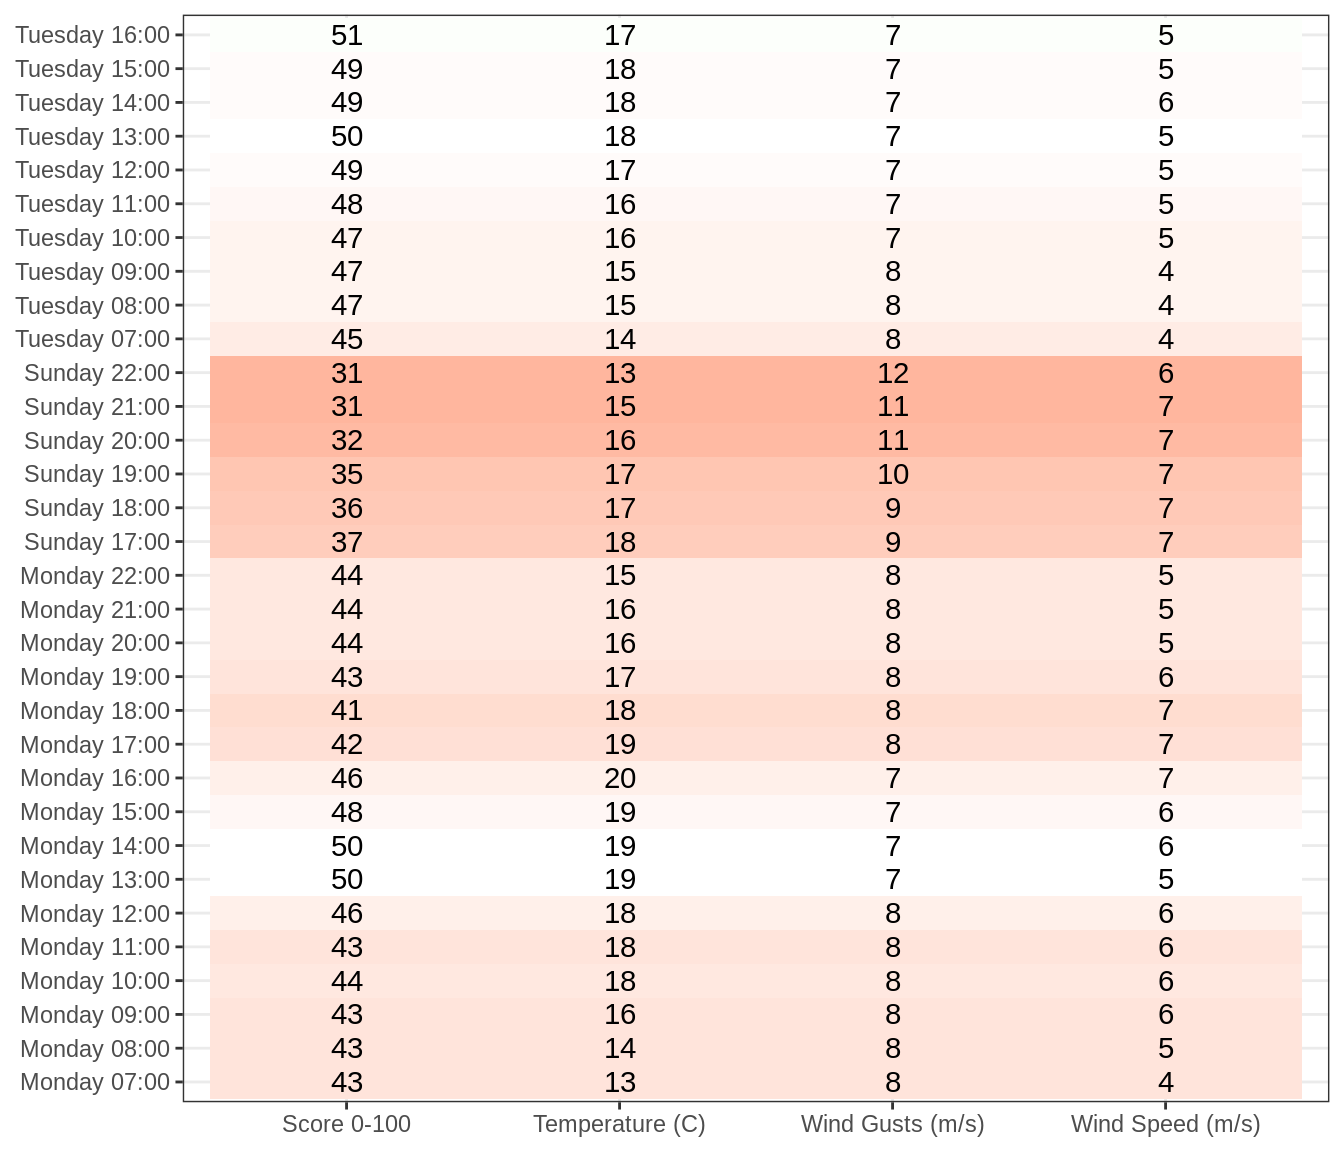 Tuesday 16:00 51 17 7 5
Tuesday 15:00 49 18 7 5
Tuesday 14:00 49 18 7 6
Tuesday 13:00 50 18 7 5
Tuesday 12:00 49 17 7 5
Tuesday 11:00 48 16 7 5
Tuesday 10:00 47 16 7 5
Tuesday 09:00 47 15 8 4
Tuesday 08:00 47 15 8 4
Tuesday 07:00 45 14 8 4
Sunday 22:00 31 13 12 6
Sunday 21:00 31 15 11 7
Sunday 20:00 32 16 11 7
Sunday 19:00 35 17 10 7
Sunday 18:00 36 17 9 7
Sunday 17:00 37 18 9 7
Monday 22:00 44 15 8 5
Monday 21:00 44 16 8 5
Monday 20:00 44 16 8 5
Monday 19:00 43 17 8 6
Monday 18:00 41 18 8 7
Monday 17:00 42 19 8 7
Monday 16:00 46 20 7 7
Monday 15:00 48 19 7 6
Monday 14:00 50 19 7 6
Monday 13:00 50 19 7 5
Monday 12:00 46 18 8 6
Monday 11:00 43 18 8 6
Monday 10:00 44 18 8 6
Monday 09:00 43 16 8 6
Monday 08:00 43 14 8 5
Monday 07:00 43 13 8 4
Score 0-100 Temperature (C) Wind Gusts (m/s) Wind Speed (m/s)